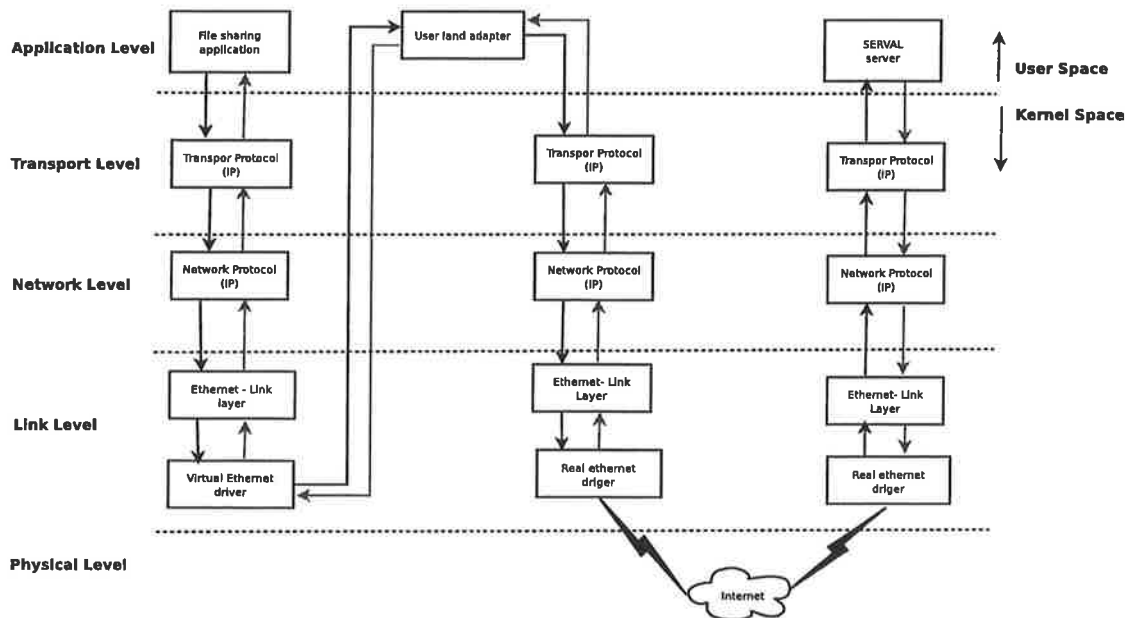 Application Level
File sharing
application
User land adapter
SERVAL
server
User Space
Kernel Space
Transport Level
Transpor Protocol
(IP)
Transpor Protocol
(IP)
Transpor Protocol
(IP)
Network Level
Network Protocol
(IP)
Network Protocol
(IP)
Network Protocol
(IP)
Link Level
Ethernet - Link
layer
Ethernet- Link
Layer
Ethernet- Link
Layer
Virtual Ethernet
driver
Real ethernet
driger
Real ethernet
driger
Physical Level
Internet